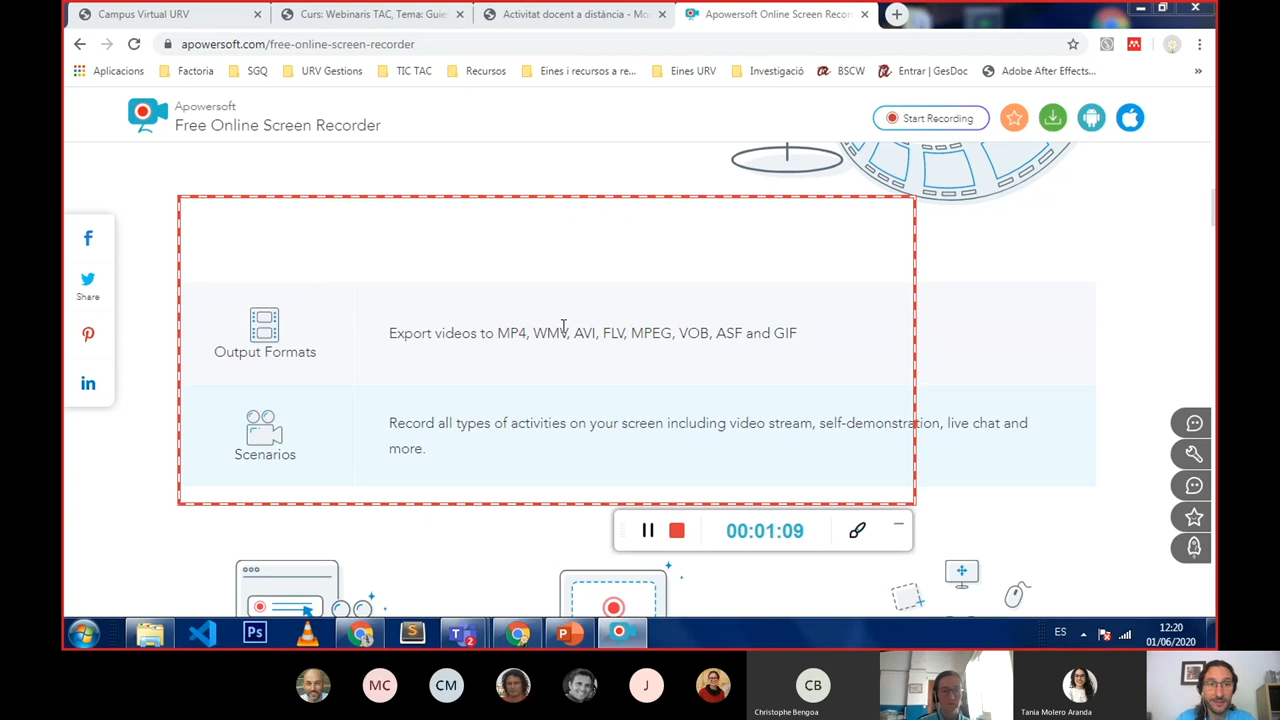 Campus Virtual URV
Curs: Webinaris TAC, Tema: Guie
Activitat docent a distància - Mo
Apowersoft Online Screen Recor
apowersoft.com/free-online-screen-recorder
Aplicacions
Factoria
SGQ
URV Gestions
TIC TAC
Recursos
Eines i recursos a re...
Eines URV
Investigació
BSCW
Entrar | GesDoc
Adobe After Effects...
»
Apowersoft
Free Online Screen Recorder
Start Recording
Share
Output Formats
Export videos to MP4, WMV, AVI, FLV, MPEG, VOB, ASF and GIF
Scenarios
Record all types of activities on your screen including video stream, self-demonstration, live chat and
more.
00:01:09
Ps
2
ES
12:20
01/06/2020
MC
CM
J
CB
Christophe Bengoa
Tania Molero Aranda